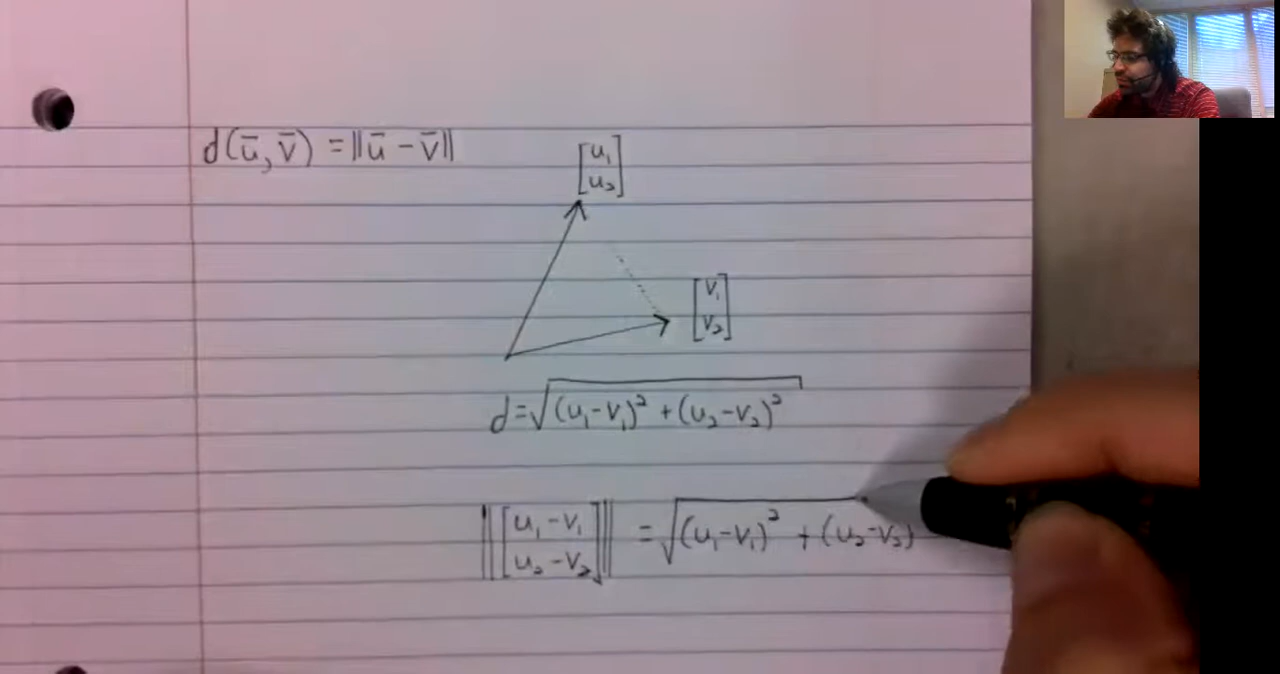 d(ū, v̄) = ||ū - v̄||
[u₁
u₂]
[v₁
v₂]
d = √(u₁-v₁)² + (u₂-v₂)²
||[u₁-v₁
u₂-v₂]|| = √(u₁-v₁)² + (u₂-v₂)